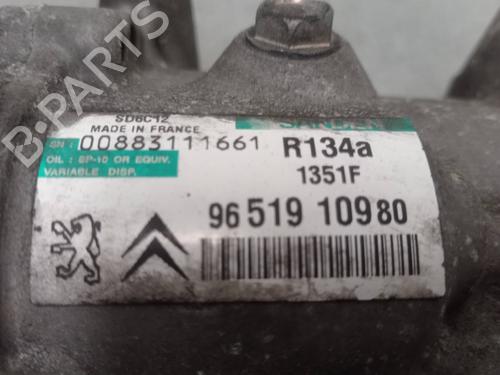 SD6C12
SANDEN
MADE IN FRANCE
SN : 00883111661
R134a
OIL : SP-10 OR EQUIV.
VARIABLE DISP.
1351F
96 519 109 80